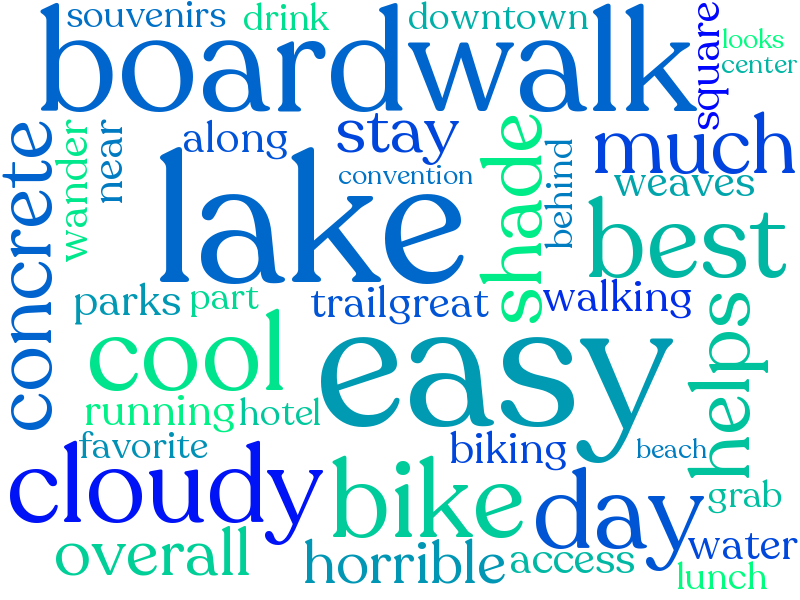 souvenirs
drink
downtown
square
looks
center
boardwalk
concrete
wander
near
along
stay
convention
shade
behind
much
weaves
lake
best
parks
part
trailgreat
walking
helps
cool
easy
running
hotel
favorite
biking
beach
cloudy
bike
day
grab
overall
horrible
access
water
lunch